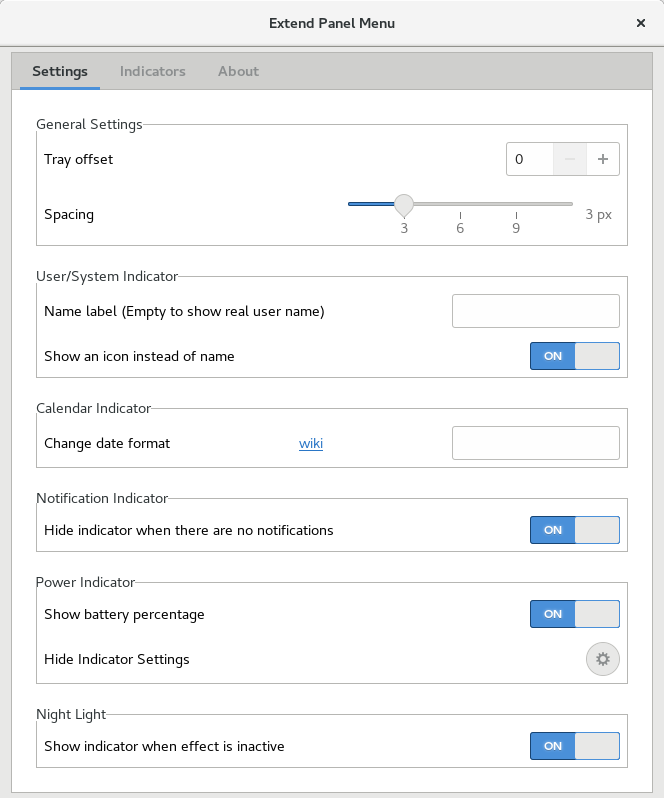 Extend Panel Menu
Settings Indicators About
General Settings
Tray offset 0
Spacing 3 px
3 6 9
User/System Indicator
Name label (Empty to show real user name)
Show an icon instead of name ON
Calendar Indicator
Change date format wiki
Notification Indicator
Hide indicator when there are no notifications ON
Power Indicator
Show battery percentage ON
Hide Indicator Settings
Night Light
Show indicator when effect is inactive ON